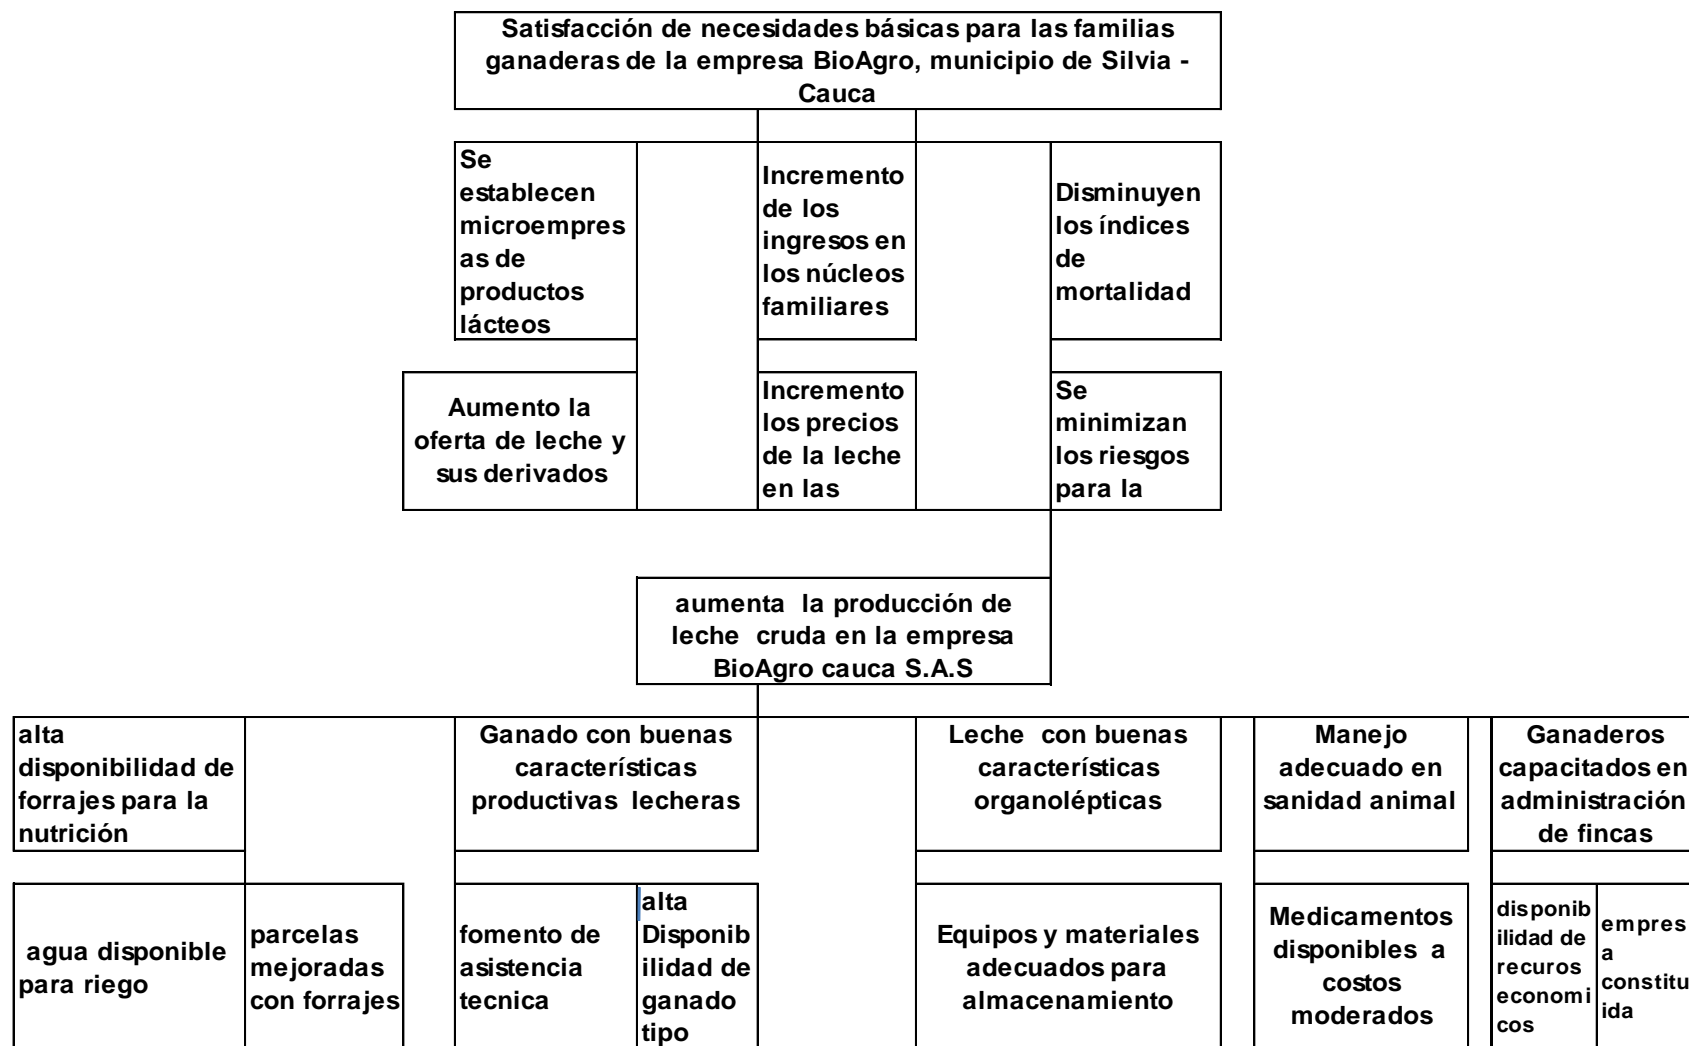 Satisfacción de necesidades básicas para las familias
ganaderas de la empresa BioAgro, municipio de Silvia -
Cauca
Se
establecen
microempres
as de
productos
lácteos
Incremento
de los
ingresos en
los núcleos
familiares
Disminuyen
los índices
de
mortalidad
Aumento la
oferta de leche y
sus derivados
Incremento
los precios
de la leche
en las
Se
minimizan
los riesgos
para la
aumenta la producción de
leche cruda en la empresa
BioAgro cauca S.A.S
alta
disponibilidad de
forrajes para la
nutrición
Ganado con buenas
características
productivas lecheras
Leche con buenas
características
organolépticas
Manejo
adecuado en
sanidad animal
Ganaderos
capacitados en
administración
de fincas
agua disponible
para riego
parcelas
mejoradas
con forrajes
fomento de
asistencia
tecnica
alta
Disponib
ilidad de
ganado
tipo
Equipos y materiales
adecuados para
almacenamiento
Medicamentos
disponibles a
costos
moderados
disponib
ilidad de
recuros
economi
cos
empres
a
constitu
ida